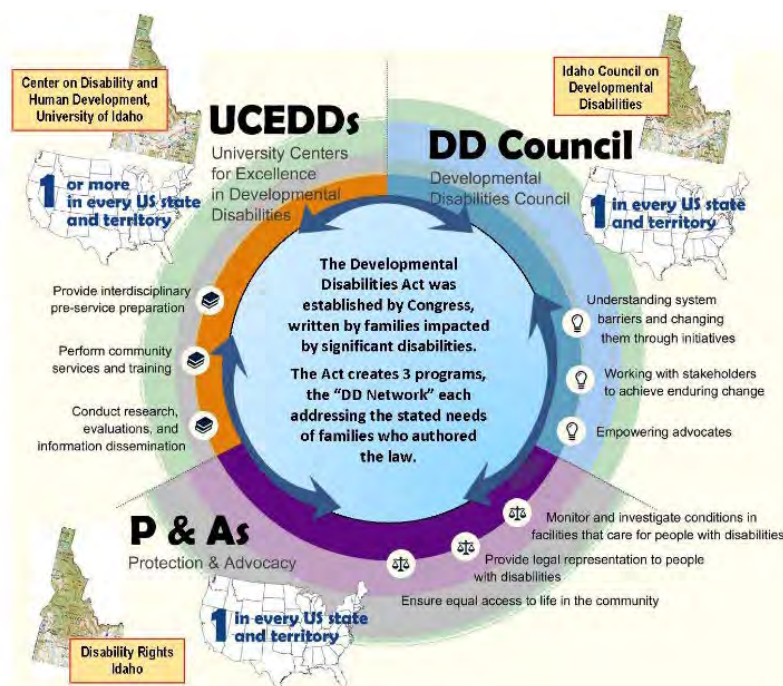 Center on Disability and
Human Development,
University of Idaho
UCEDDs
University Centers
for Excellence
in Developmental
Disabilities
1 or more
in every US state
and territory
Provide interdisciplinary
pre-service preparation
Perform community
services and training
Conduct research,
evaluations, and
information dissemination
Idaho Council on
Developmental
Disabilities
DD Council
Developmental
Disabilities Council
1 in every US state
and territory
Understanding system
barriers and changing
them through initiatives
Working with stakeholders
to achieve enduring change
Empowering advocates
The Developmental
Disabilities Act was
established by Congress,
written by families impacted
by significant disabilities.
The Act creates 3 programs,
the “DD Network” each
addressing the stated needs
of families who authored
the law.
P & As
Protection & Advocacy
1 in every US state
and territory
Disability Rights
Idaho
Monitor and investigate conditions in
facilities that care for people with disabilities
Provide legal representation to people
with disabilities
Ensure equal access to life in the community